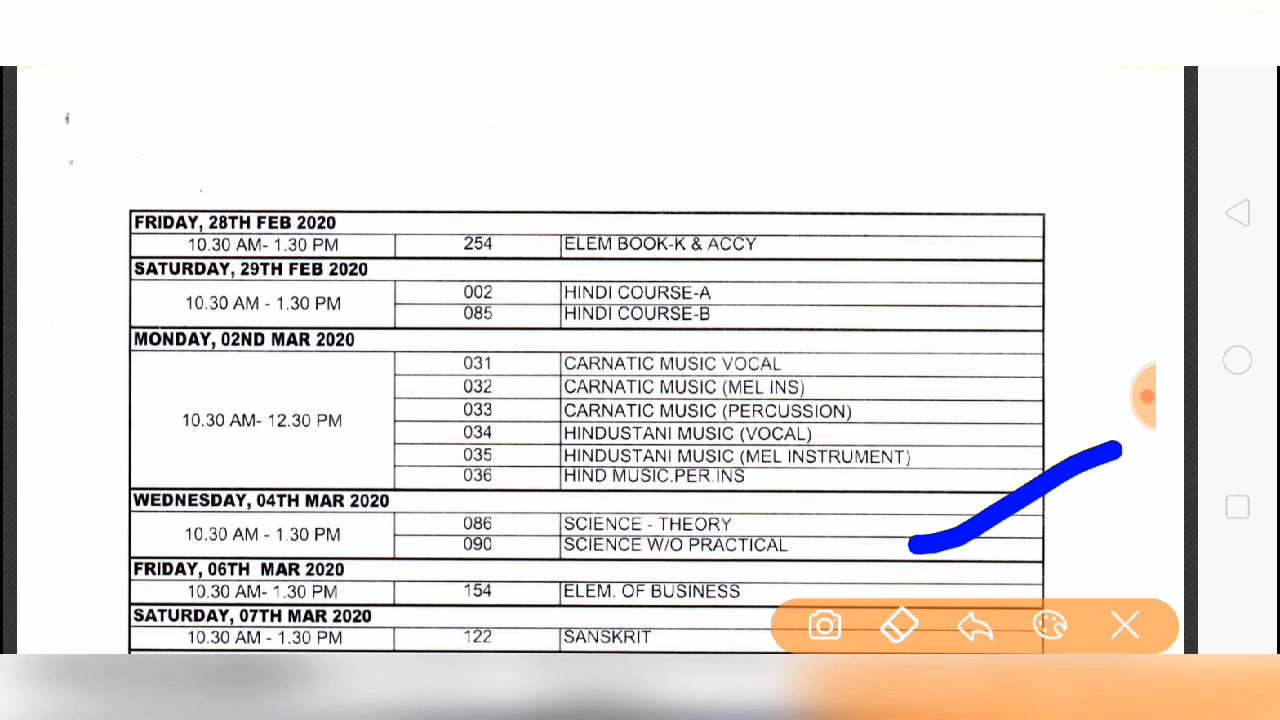 FRIDAY, 28TH FEB 2020
10.30 AM- 1.30 PM 254 ELEM BOOK-K & ACCY
SATURDAY, 29TH FEB 2020
10.30 AM - 1.30 PM
002 HINDI COURSE-A
085 HINDI COURSE-B
MONDAY, 02ND MAR 2020
10.30 AM- 12.30 PM
031 CARNATIC MUSIC VOCAL
032 CARNATIC MUSIC (MEL INS)
033 CARNATIC MUSIC (PERCUSSION)
034 HINDUSTANI MUSIC (VOCAL)
035 HINDUSTANI MUSIC (MEL INSTRUMENT)
036 HIND MUSIC.PER.INS
WEDNESDAY, 04TH MAR 2020
10.30 AM - 1.30 PM
086 SCIENCE - THEORY
090 SCIENCE W/O PRACTICAL
FRIDAY, 06TH MAR 2020
10.30 AM- 1.30 PM 154 ELEM. OF BUSINESS
SATURDAY, 07TH MAR 2020
10.30 AM - 1.30 PM 122 SANSKRIT